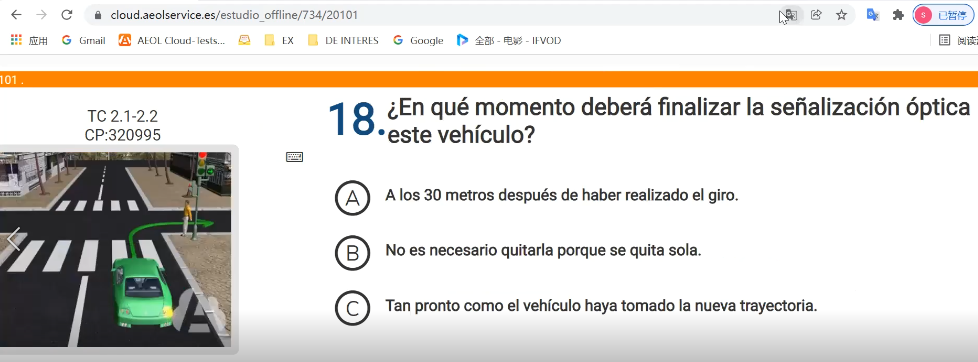 cloud.aeolservice.es/estudio_offline/734/20101
S 已暂停
应用 Gmail AEOL Cloud-Tests... EX DE INTERES Google 全部 - 电影 - IFVOD 阅读
101 .
TC 2.1-2.2
CP:320995
18. ¿En qué momento deberá finalizar la señalización óptica
este vehículo?
A A los 30 metros después de haber realizado el giro.
B No es necesario quitarla porque se quita sola.
C Tan pronto como el vehículo haya tomado la nueva trayectoria.